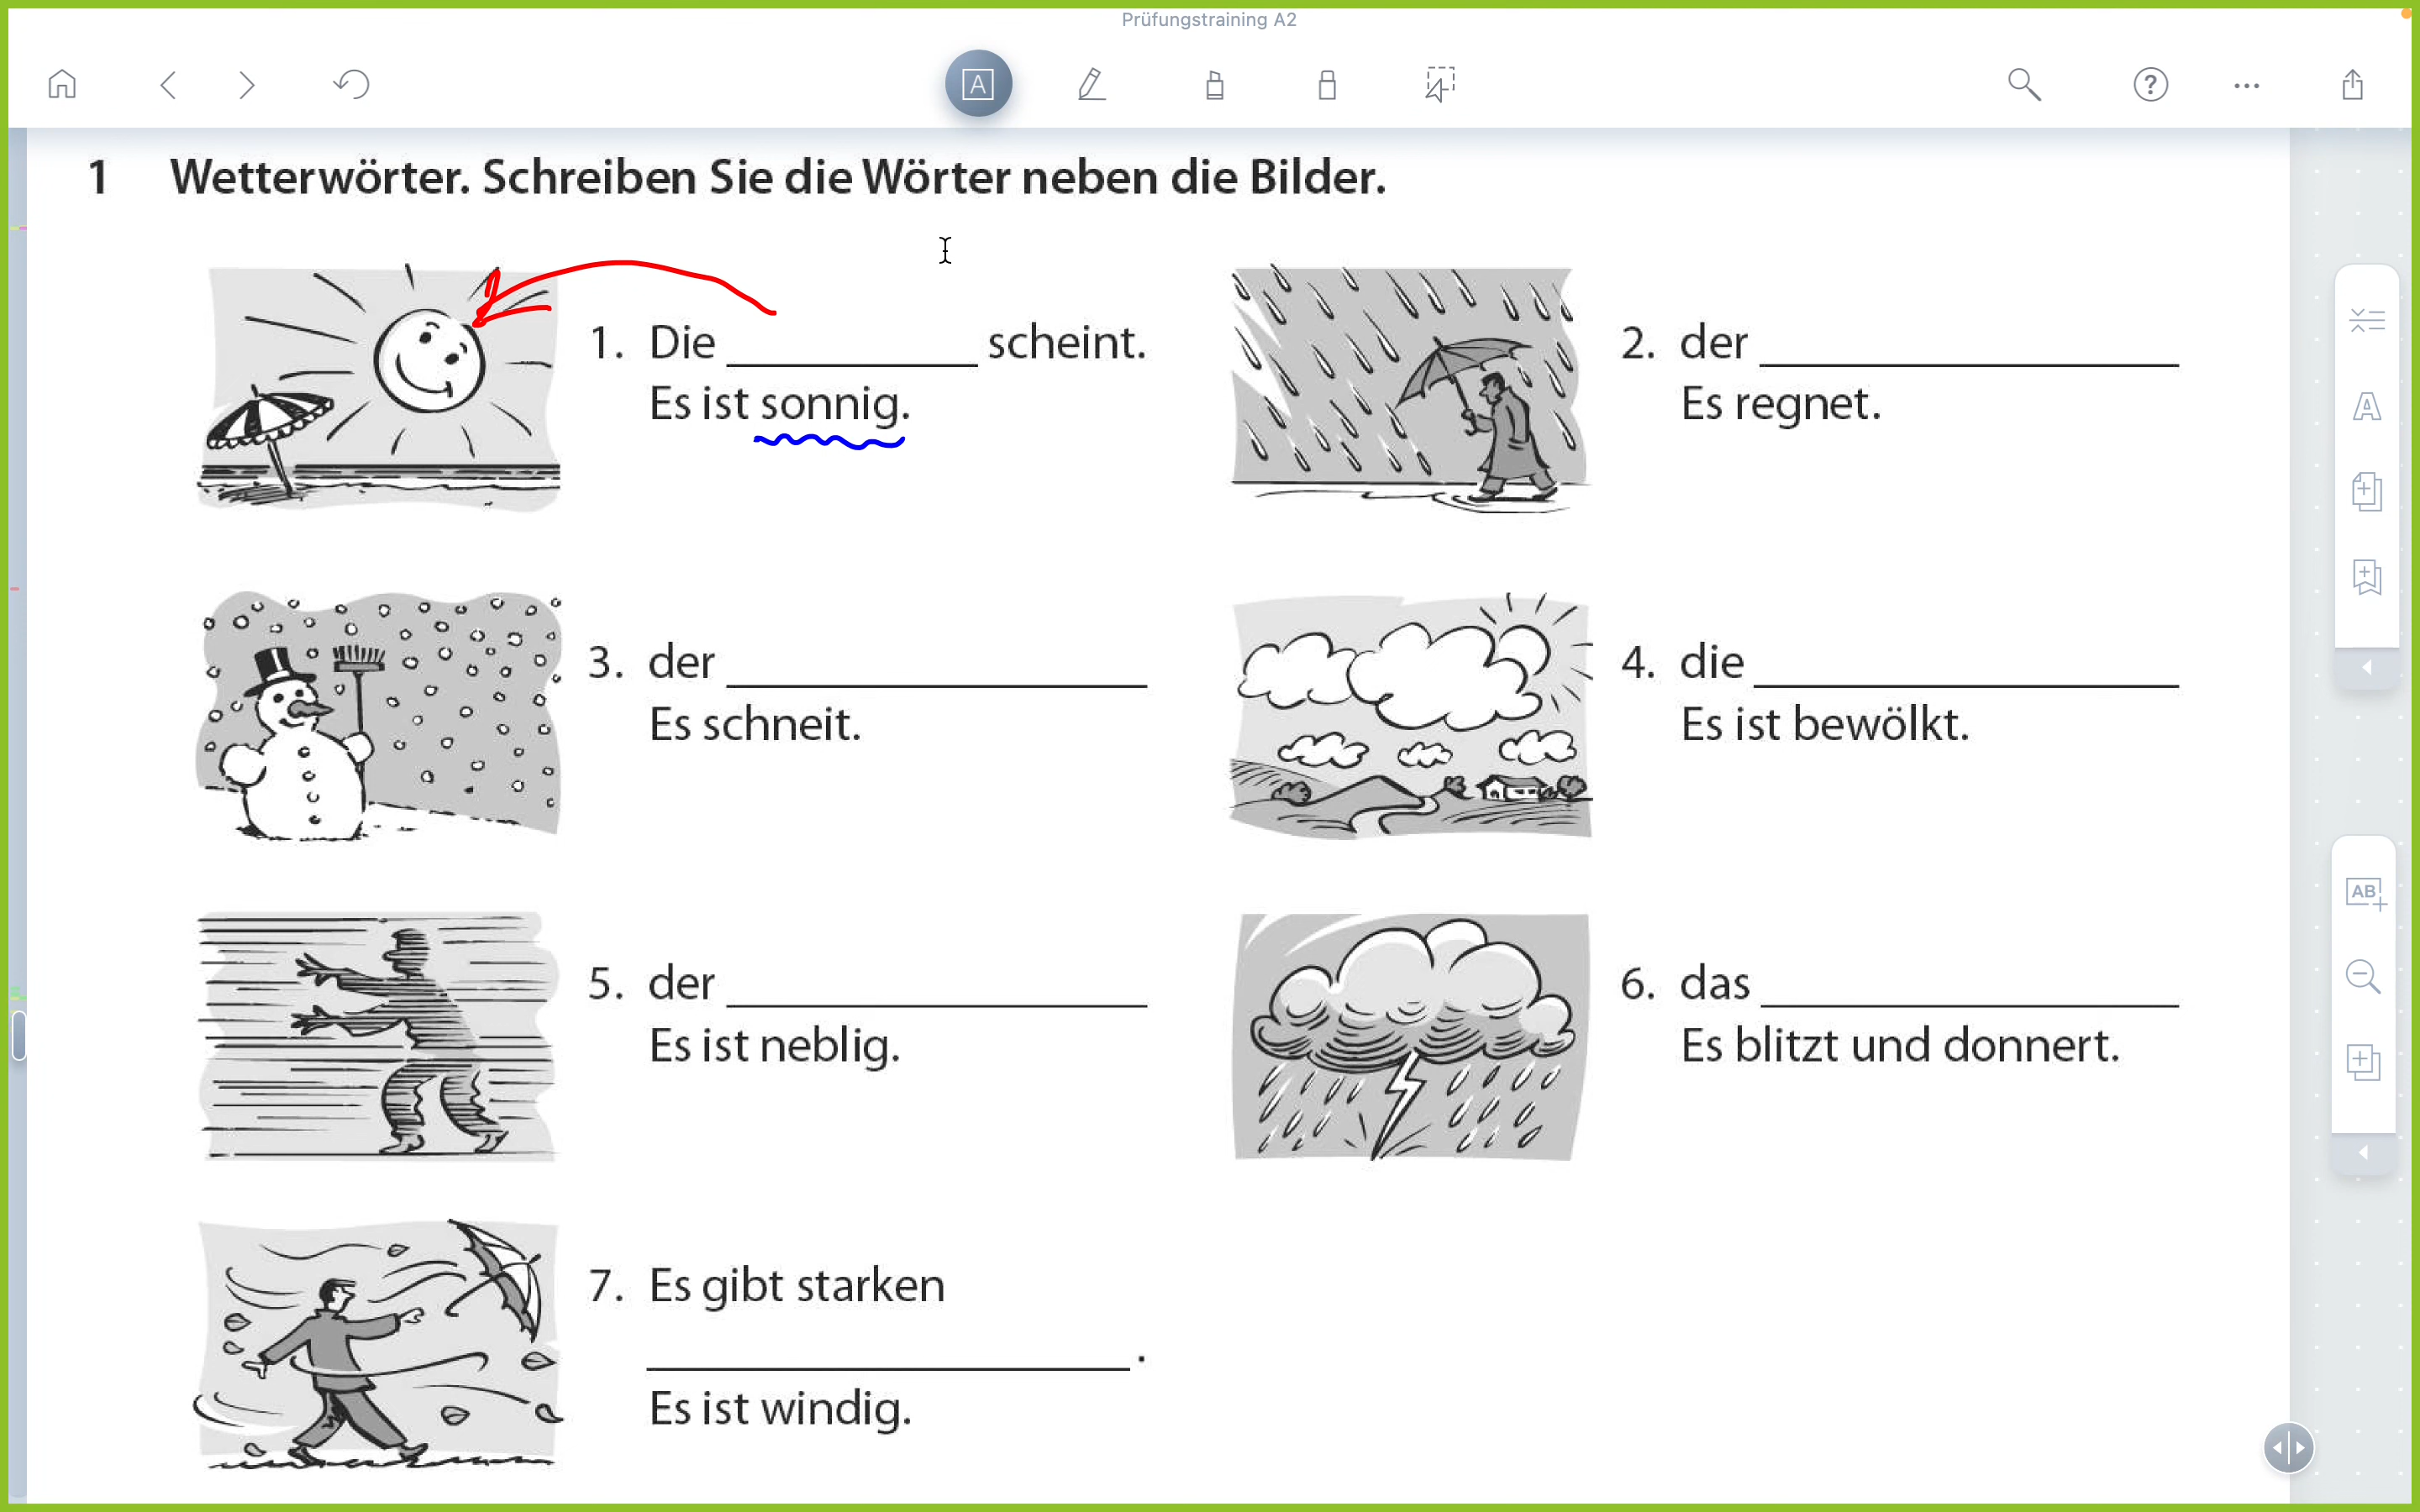 Prüfungstraining A2
A
?
1 Wetterwörter. Schreiben Sie die Wörter neben die Bilder.
1. Die __________ scheint.
Es ist sonnig.
2. der __________
Es regnet.
3. der __________
Es schneit.
4. die __________
Es ist bewölkt.
5. der __________
Es ist neblig.
6. das __________
Es blitzt und donnert.
7. Es gibt starken
__________ .
Es ist windig.
A
AB